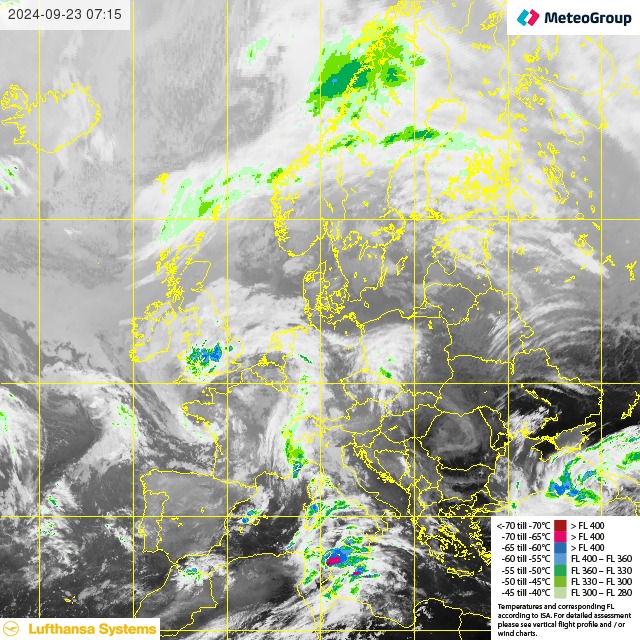 2024-09-23 07:15
MeteoGroup
<-70 till -70°C > FL 400
-70 till -65°C > FL 400
-65 till -60°C > FL 400
-60 till -55°C FL 400 – FL 360
-55 till -50°C FL 360 – FL 330
-50 till -45°C FL 330 – FL 300
-45 till -40°C FL 300 – FL 280
Temperatures and corresponding FL
according to ISA. For detailed assessment
please see vertical flight profile and / or
wind charts.
Lufthansa Systems